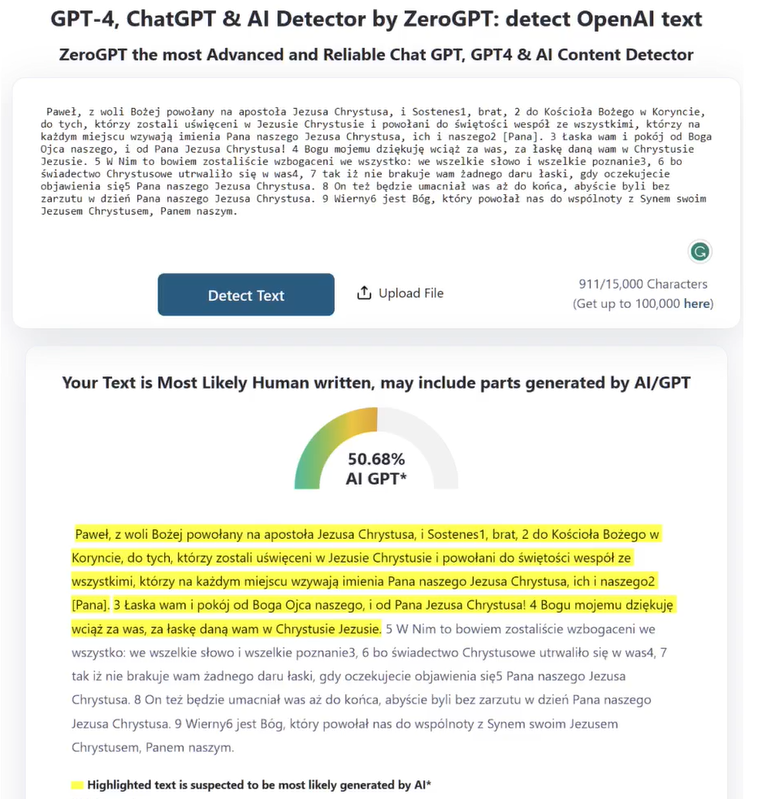 GPT-4, ChatGPT & AI Detector by ZeroGPT: detect OpenAI text
ZeroGPT the most Advanced and Reliable Chat GPT, GPT4 & AI Content Detector
Paweł, z woli Bożej powołany na apostoła Jezusa Chrystusa, i Sostenes1, brat, 2 do Kościoła Bożego w Koryncie,
do tych, którzy zostali uświęceni w Jezusie Chrystusie i powołani do świętości wespół ze wszystkimi, którzy na
każdym miejscu wzywają imienia Pana naszego Jezusa Chrystusa, ich i naszego2 [Pana]. 3 Łaska wam i pokój od Boga
Ojca naszego, i od Pana Jezusa Chrystusa! 4 Bogu mojemu dziękuję wciąż za was, za łaskę daną wam w Chrystusie
Jezusie. 5 W Nim to bowiem zostaliście wzbogaceni we wszystko: we wszelkie słowo i wszelkie poznanie3, 6 bo
świadectwo Chrystusowe utrwaliło się w was4, 7 tak iż nie brakuje wam żadnego daru łaski, gdy oczekujecie
objawienia się5 Pana naszego Jezusa Chrystusa. 8 On też będzie umacniał was aż do końca, abyście byli bez
zarzutu w dzień Pana naszego Jezusa Chrystusa. 9 Wierny6 jest Bóg, który powołał nas do wspólnoty z Synem swoim
Jezusem Chrystusem, Panem naszym.
Detect Text
Upload File
911/15,000 Characters
(Get up to 100,000 here)
Your Text is Most Likely Human written, may include parts generated by AI/GPT
50.68%
AI GPT*
Paweł, z woli Bożej powołany na apostoła Jezusa Chrystusa, i Sostenes1, brat, 2 do Kościoła Bożego w
Koryncie, do tych, którzy zostali uświęceni w Jezusie Chrystusie i powołani do świętości wespół ze
wszystkimi, którzy na każdym miejscu wzywają imienia Pana naszego Jezusa Chrystusa, ich i naszego2
[Pana]. 3 Łaska wam i pokój od Boga Ojca naszego, i od Pana Jezusa Chrystusa! 4 Bogu mojemu dziękuję
wciąż za was, za łaskę daną wam w Chrystusie Jezusie. 5 W Nim to bowiem zostaliście wzbogaceni we
wszystko: we wszelkie słowo i wszelkie poznanie3, 6 bo świadectwo Chrystusowe utrwaliło się w was4, 7
tak iż nie brakuje wam żadnego daru łaski, gdy oczekujecie objawienia się5 Pana naszego Jezusa
Chrystusa. 8 On też będzie umacniał was aż do końca, abyście byli bez zarzutu w dzień Pana naszego
Jezusa Chrystusa. 9 Wierny6 jest Bóg, który powołał nas do wspólnoty z Synem swoim Jezusem
Chrystusem, Panem naszym.
Highlighted text is suspected to be most likely generated by AI*